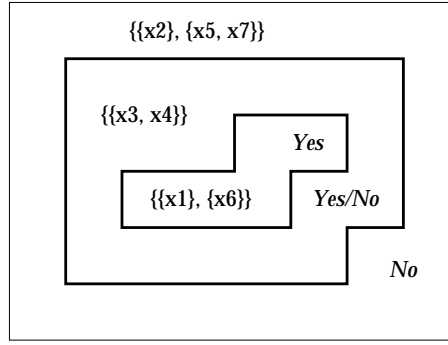 {{x2}, {x5, x7}}
{{x3, x4}}
Yes
{{x1}, {x6}}
Yes/No
No